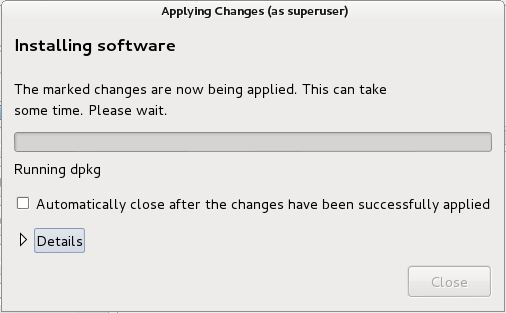 Applying Changes (as superuser)
Installing software
The marked changes are now being applied. This can take
some time. Please wait.
Running dpkg
Automatically close after the changes have been successfully applied
Details
Close